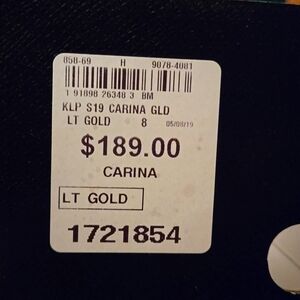 858-69 H 9078-4081
1 91898 26348 3 BM
KLP S19 CARINA GLD
LT GOLD 8 05/08/19
$189.00
CARINA
LT GOLD
1721854